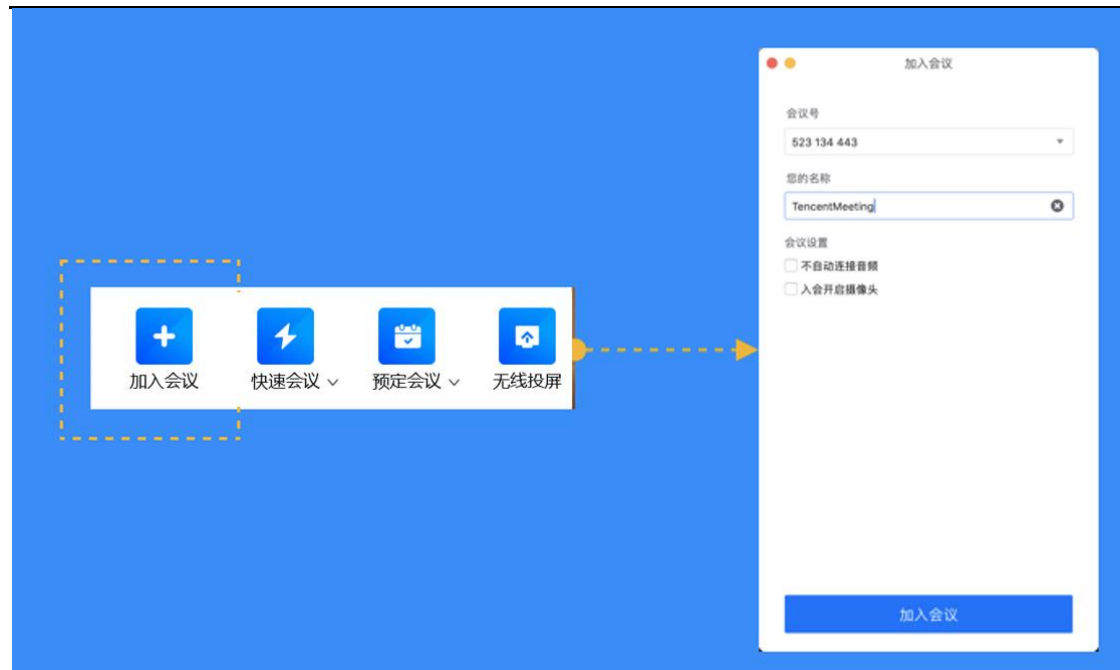 加入会议
快速会议
预定会议
无线投屏
加入会议
会议号
523 134 443
您的名称
TencentMeeting
会议设置
不自动连接音频
入会开启摄像头
加入会议